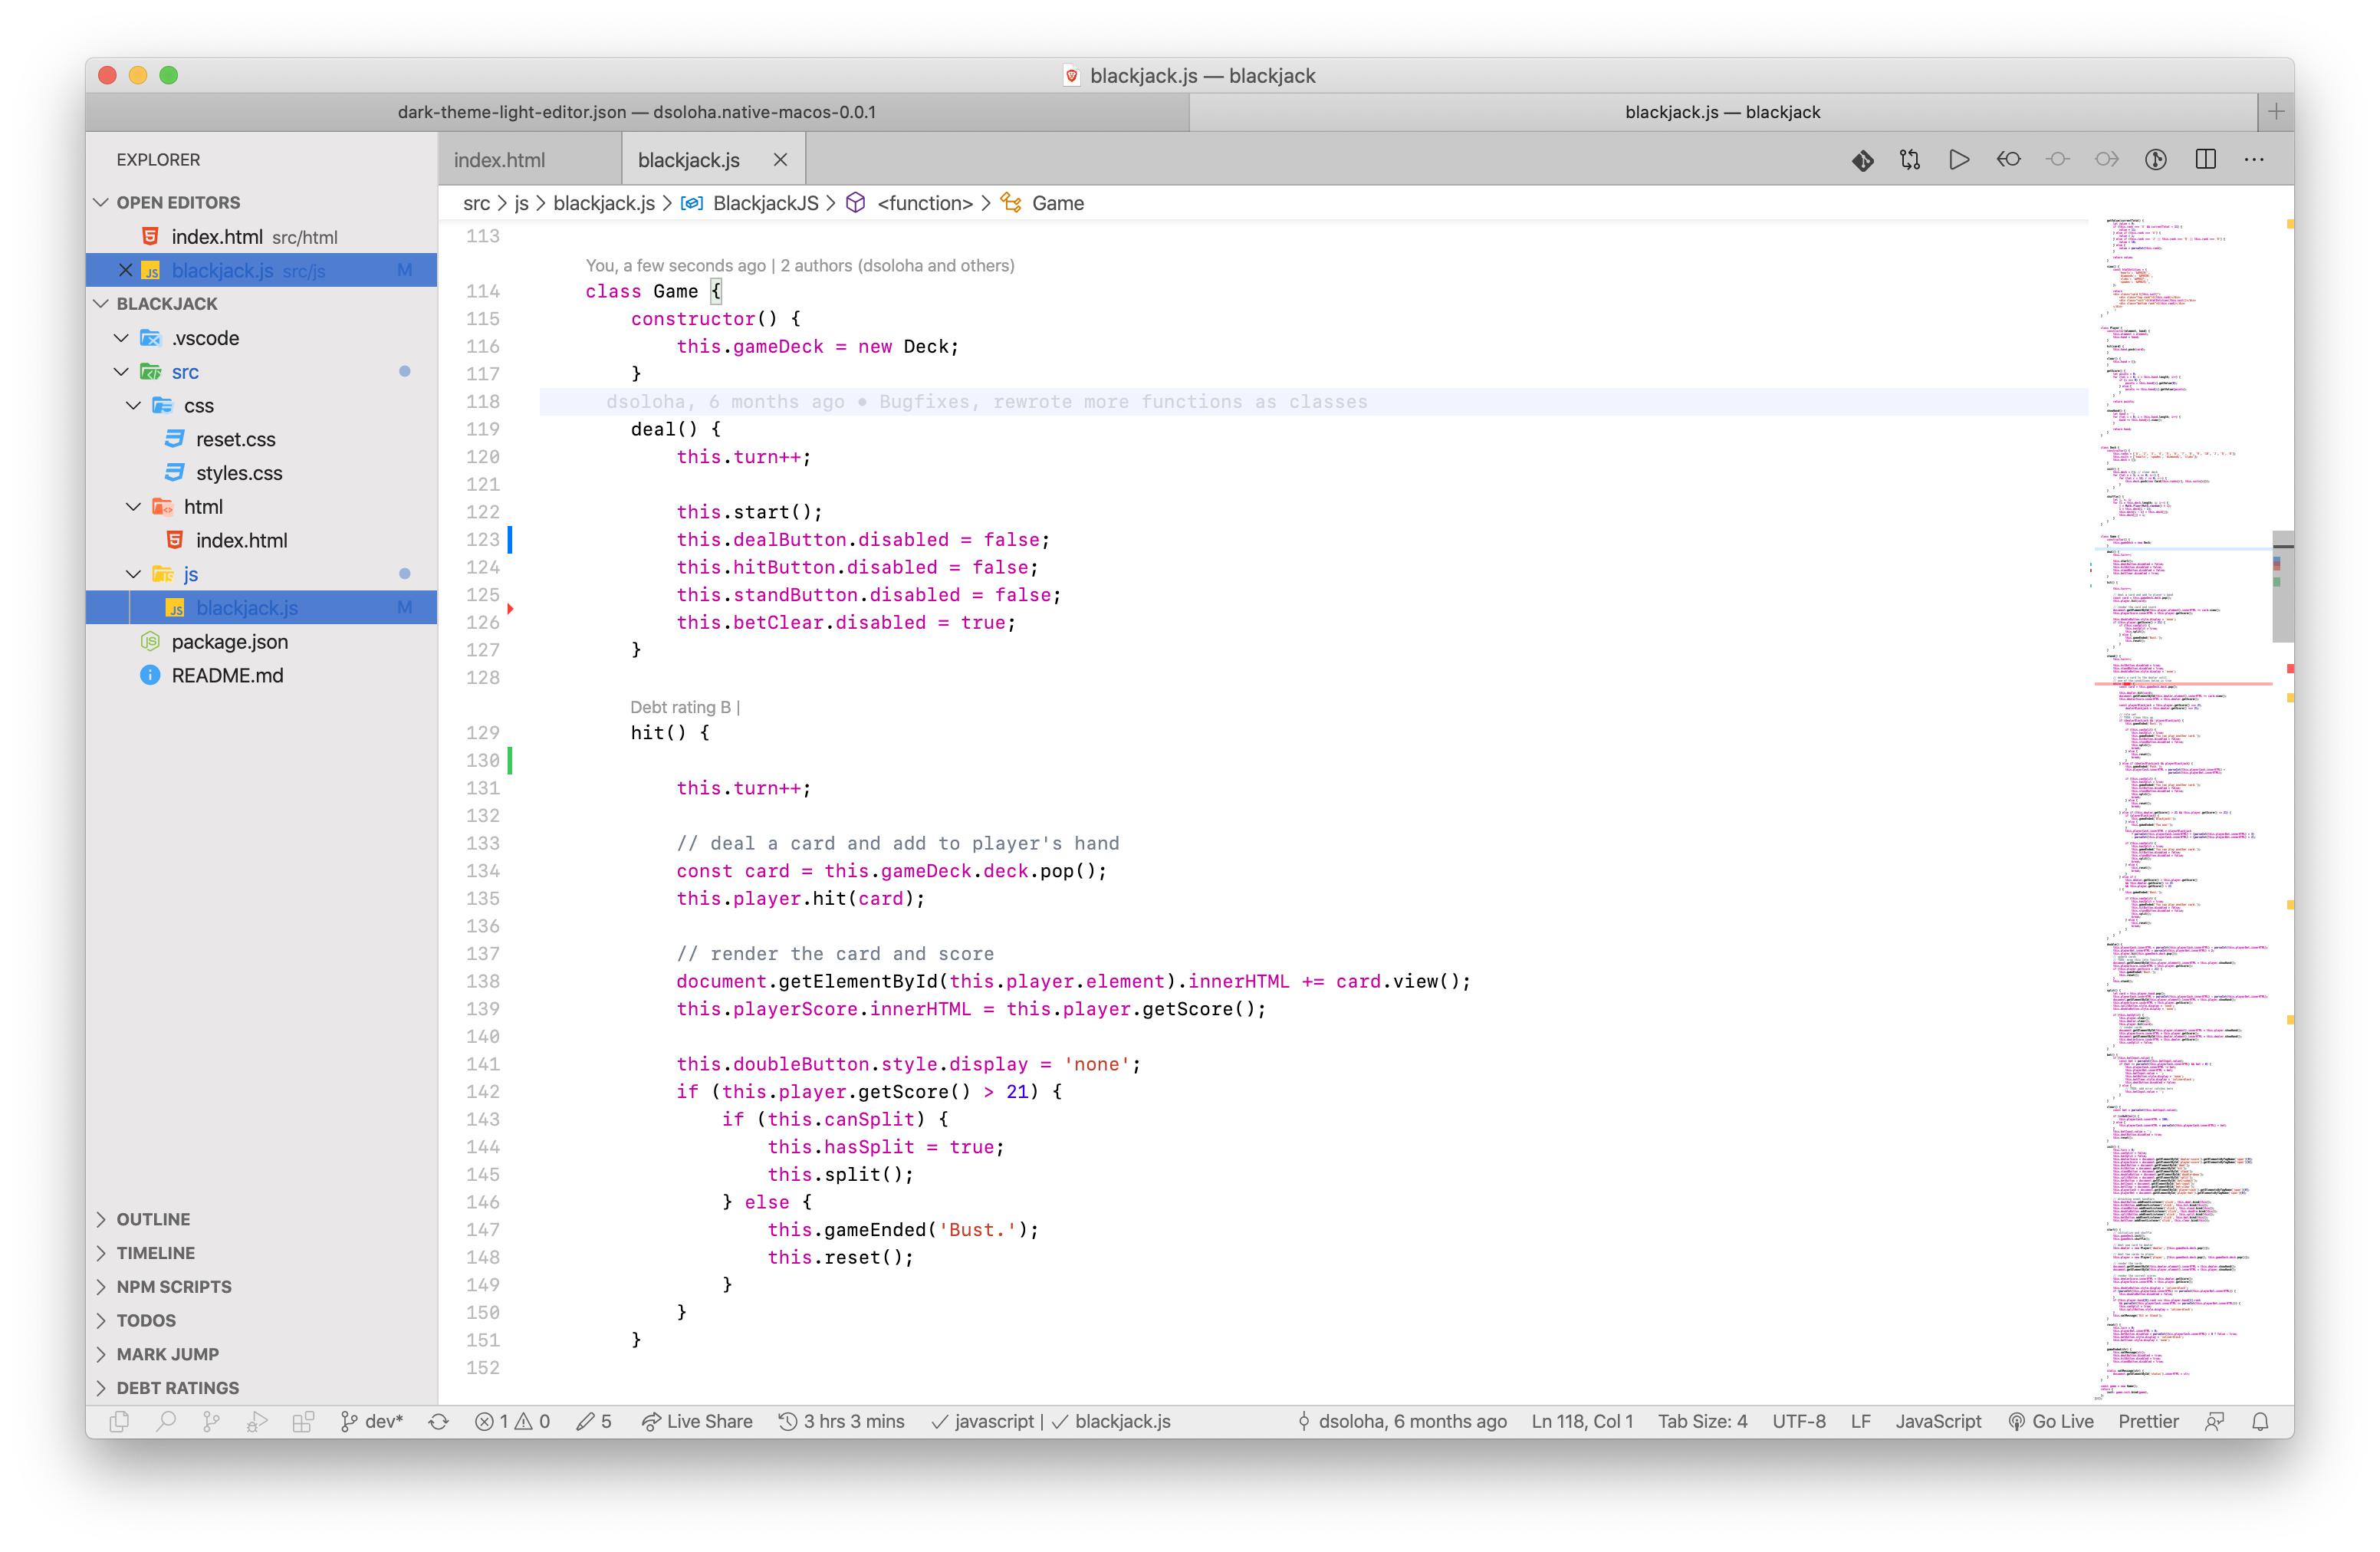 blackjack.js — blackjack
dark-theme-light-editor.json — dsoloha.native-macos-0.0.1
blackjack.js — blackjack
EXPLORER
OPEN EDITORS
index.html src/html
blackjack.js src/js M
BLACKJACK
.vscode
src
css
reset.css
styles.css
html
index.html
js
blackjack.js M
package.json
README.md
OUTLINE
TIMELINE
NPM SCRIPTS
TODOS
MARK JUMP
DEBT RATINGS
index.html
blackjack.js
src > js > blackjack.js > BlackjackJS > <function> > Game
113
You, a few seconds ago | 2 authors (dsoloha and others)
114 class Game {
115 constructor() {
116 this.gameDeck = new Deck;
117 }
118 dsoloha, 6 months ago • Bugfixes, rewrote more functions as classes
119 deal() {
120 this.turn++;
121
122 this.start();
123 this.dealButton.disabled = false;
124 this.hitButton.disabled = false;
125 this.standButton.disabled = false;
126 this.betClear.disabled = true;
127 }
128
Debt rating B |
129 hit() {
130
131 this.turn++;
132
133 // deal a card and add to player's hand
134 const card = this.gameDeck.deck.pop();
135 this.player.hit(card);
136
137 // render the card and score
138 document.getElementById(this.player.element).innerHTML += card.view();
139 this.playerScore.innerHTML = this.player.getScore();
140
141 this.doubleButton.style.display = 'none';
142 if (this.player.getScore() > 21) {
143 if (this.canSplit) {
144 this.hasSplit = true;
145 this.split();
146 } else {
147 this.gameEnded('Bust.');
148 this.reset();
149 }
150 }
151 }
152
dev* 1 0 5 Live Share 3 hrs 3 mins javascript | blackjack.js dsoloha, 6 months ago Ln 118, Col 1 Tab Size: 4 UTF-8 LF JavaScript Go Live Prettier